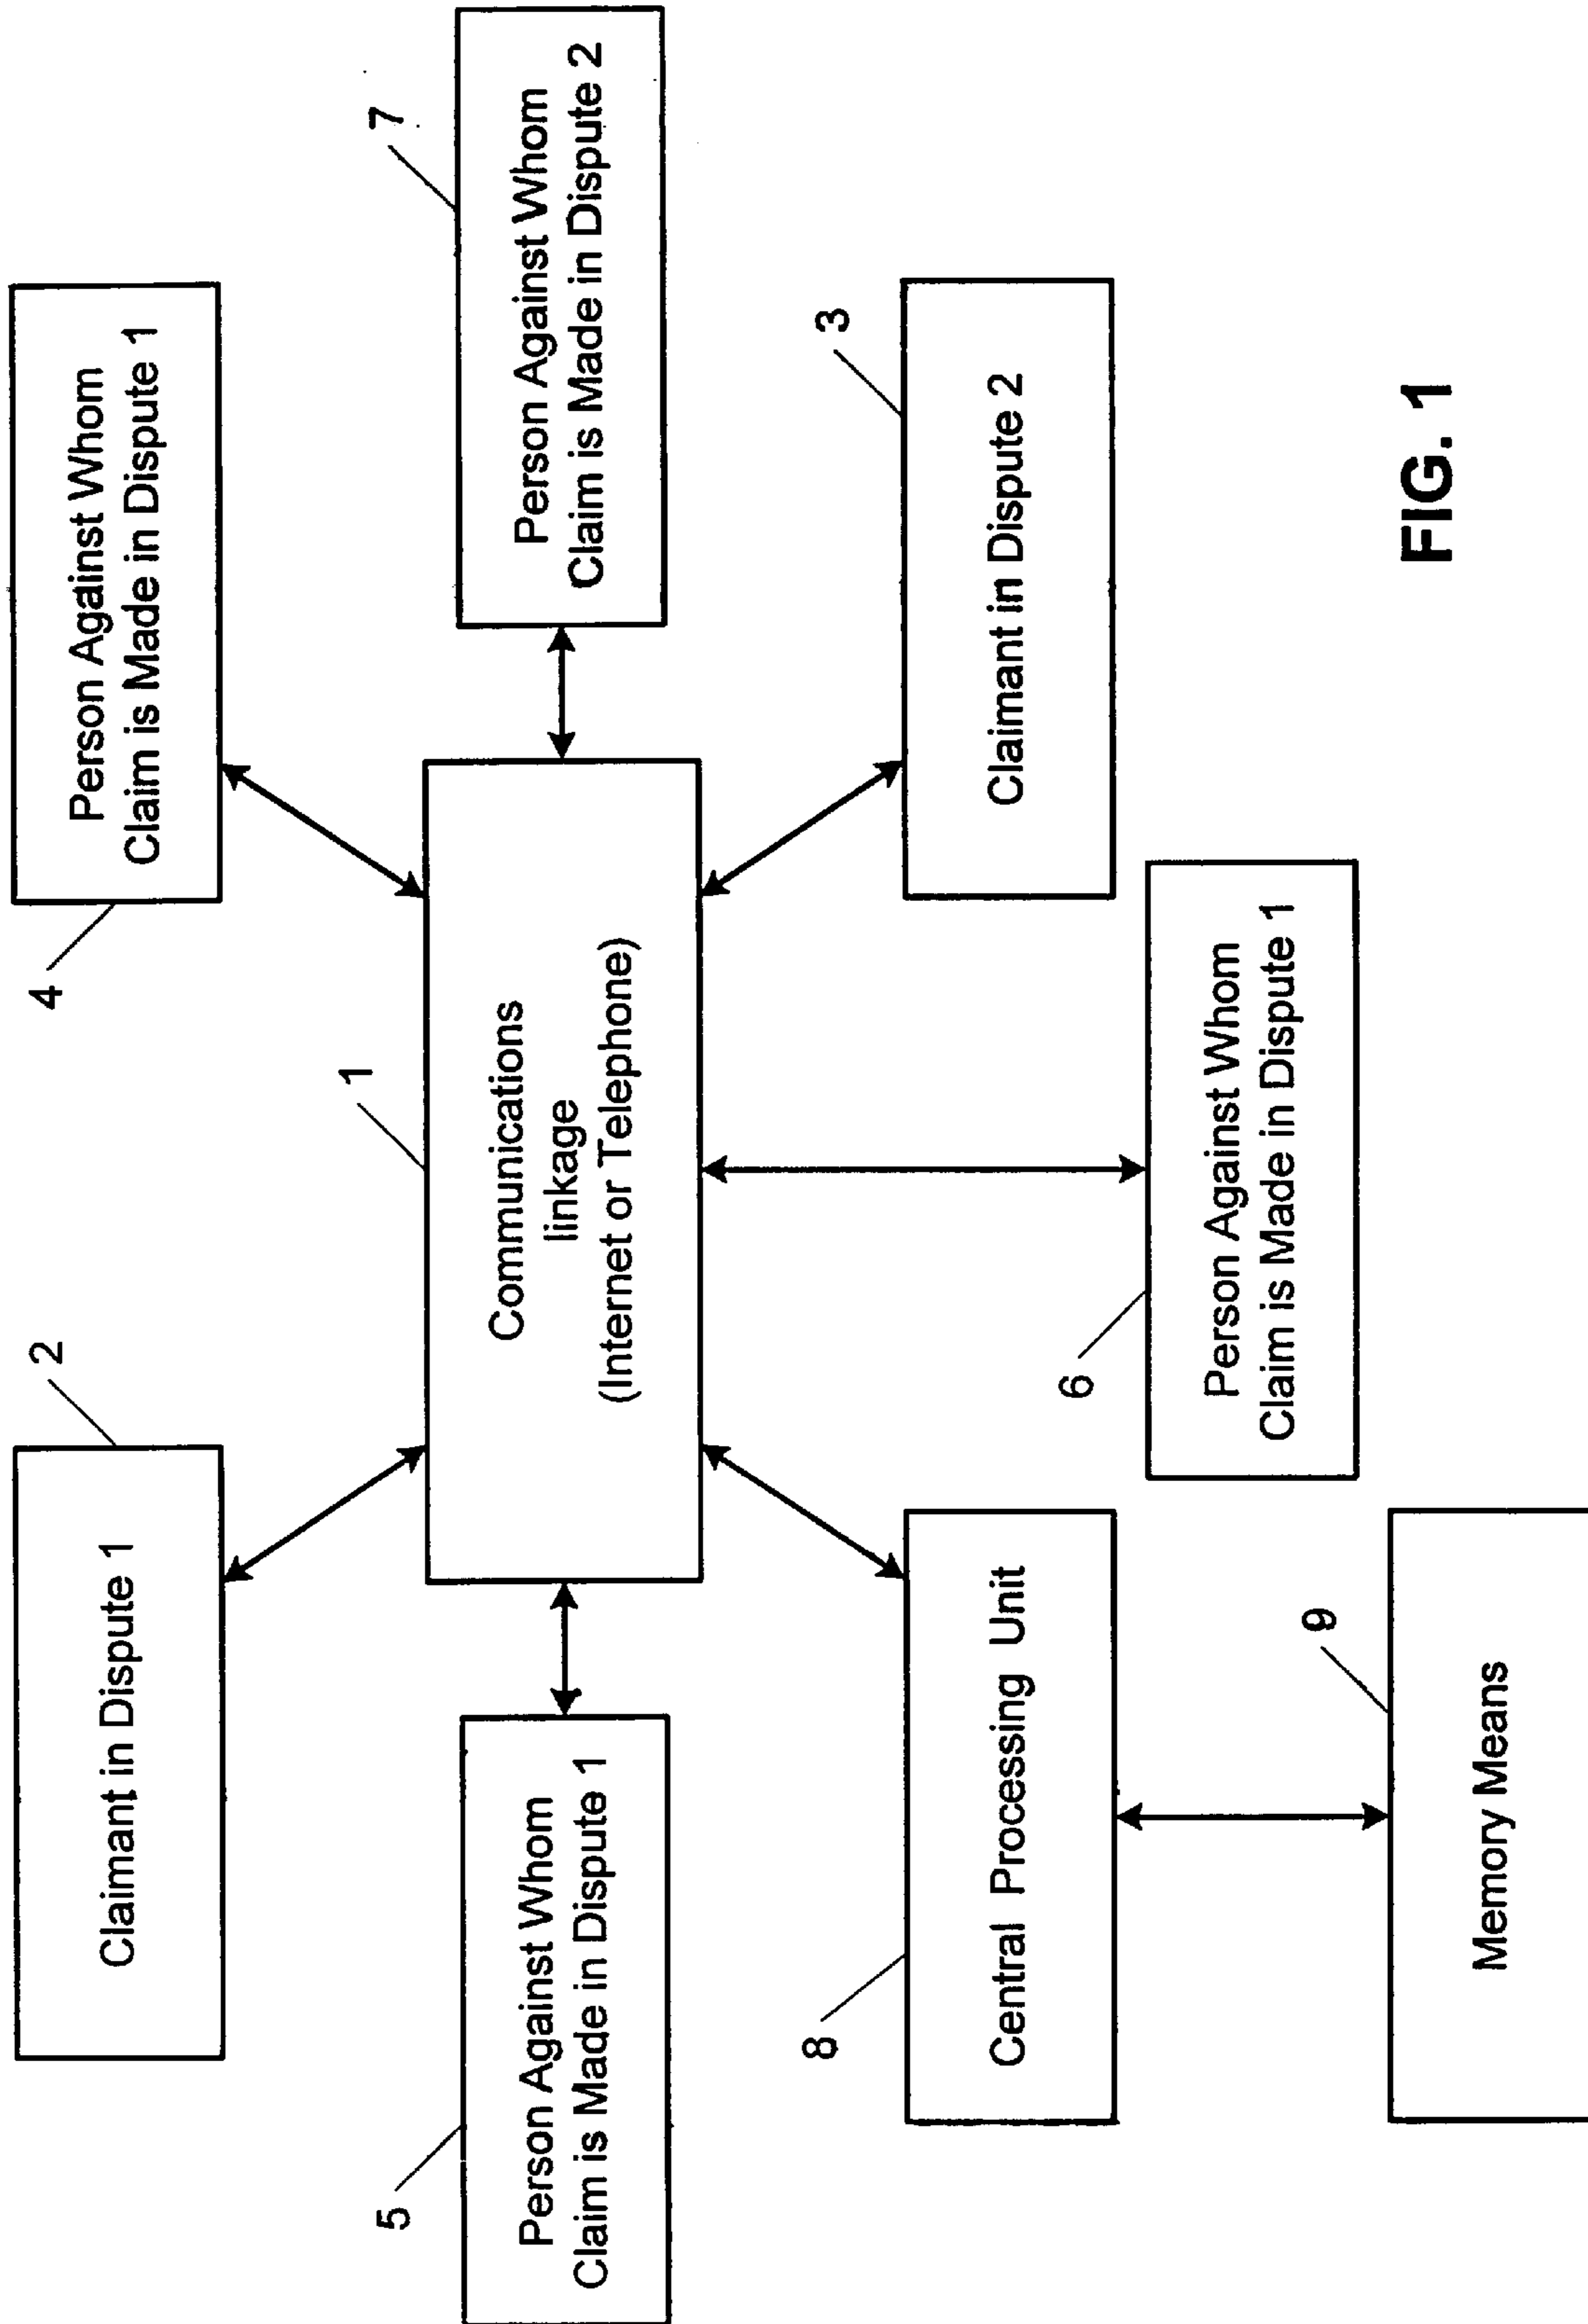 2
Claimant in Dispute 1
4
Person Against Whom
Claim is Made in Dispute 1
1
Communications
linkage
(Internet or Telephone)
5
Person Against Whom
Claim is Made in Dispute 1
7
Person Against Whom
Claim is Made in Dispute 2
8
Central Processing Unit
3
Claimant in Dispute 2
6
Person Against Whom
Claim is Made in Dispute 1
9
Memory Means
FIG. 1